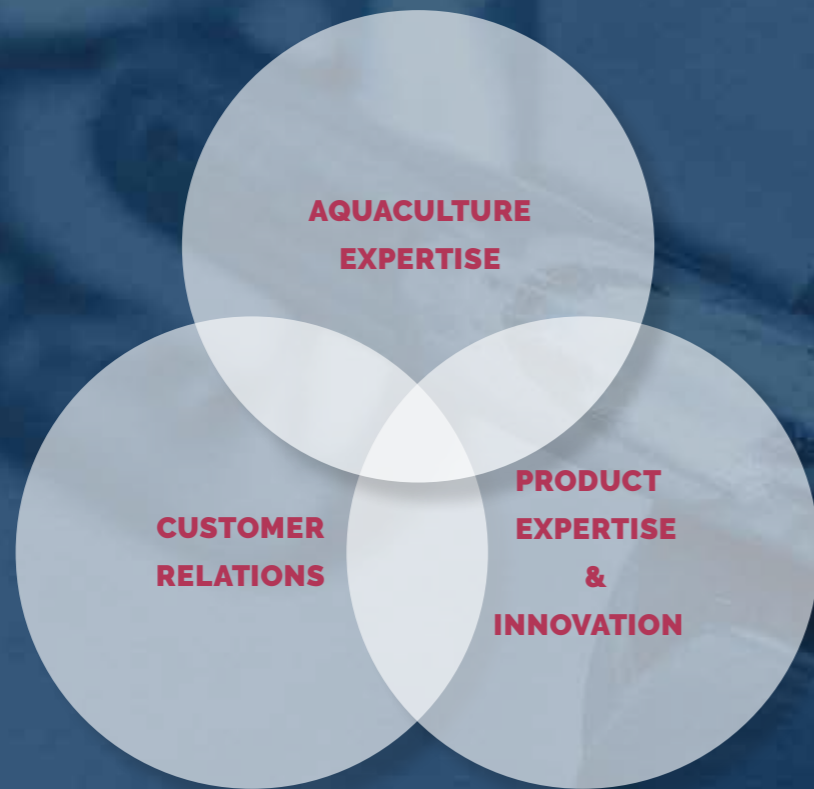 AQUACULTURE
EXPERTISE
CUSTOMER
RELATIONS
PRODUCT
EXPERTISE
&
INNOVATION